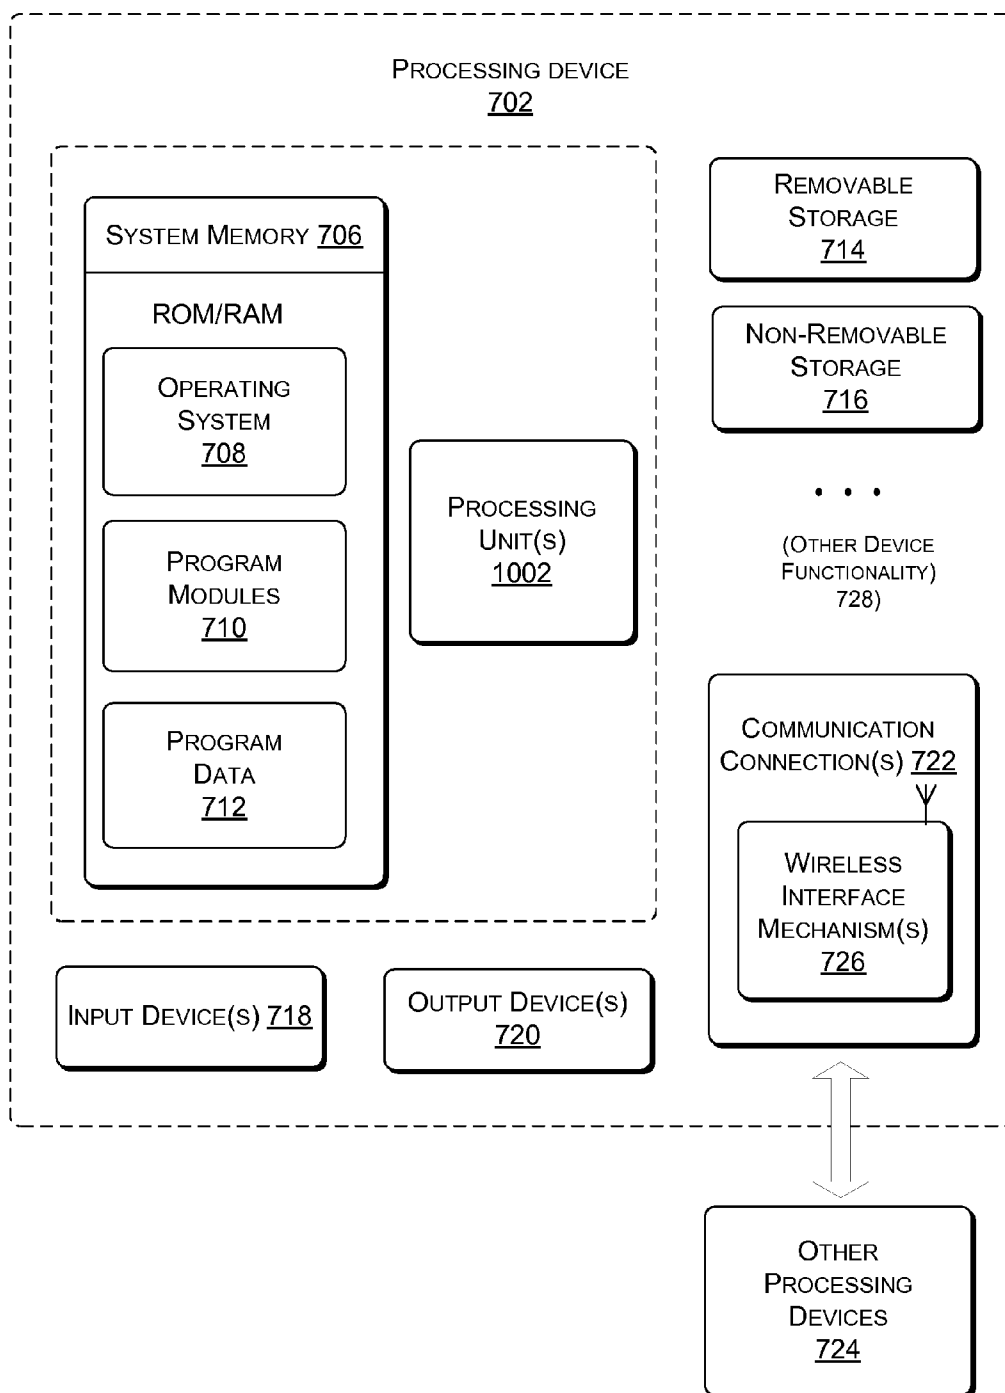 PROCESSING DEVICE
702
SYSTEM MEMORY 706
ROM/RAM
OPERATING
SYSTEM
708
PROGRAM
MODULES
710
PROGRAM
DATA
712
PROCESSING
UNIT(S)
1002
REMOVABLE
STORAGE
714
NON-REMOVABLE
STORAGE
716
• • •
(OTHER DEVICE
FUNCTIONALITY)
728)
COMMUNICATION
CONNECTION(S) 722
WIRELESS
INTERFACE
MECHANISM(S)
726
INPUT DEVICE(S) 718
OUTPUT DEVICE(S)
720
OTHER
PROCESSING
DEVICES
724